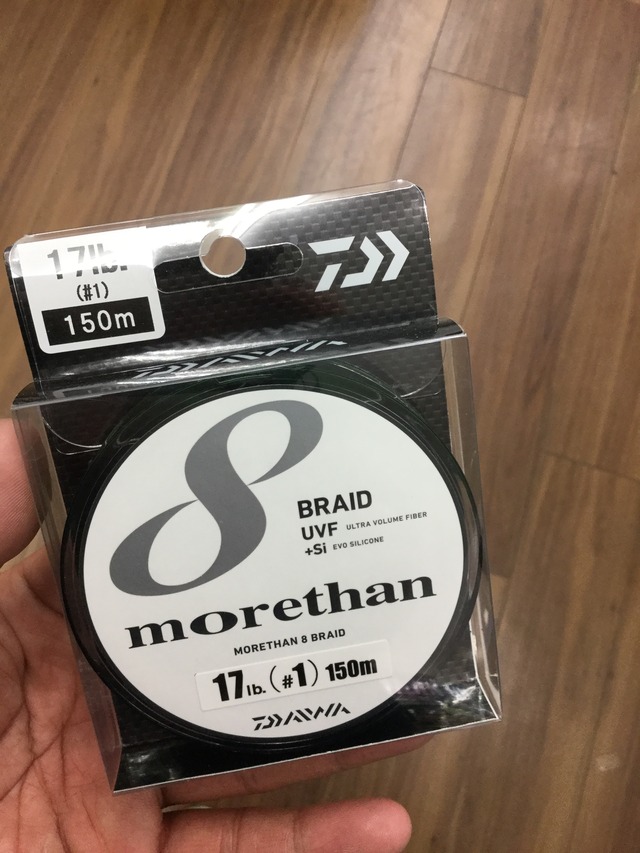 17lb.
(#1)
150m
DAIWA
8
BRAID
UVF ULTRA VOLUME FIBER
+Si EVO SILICONE
morethan
MORETHAN 8 BRAID
17lb.(#1) 150m
DAIWA